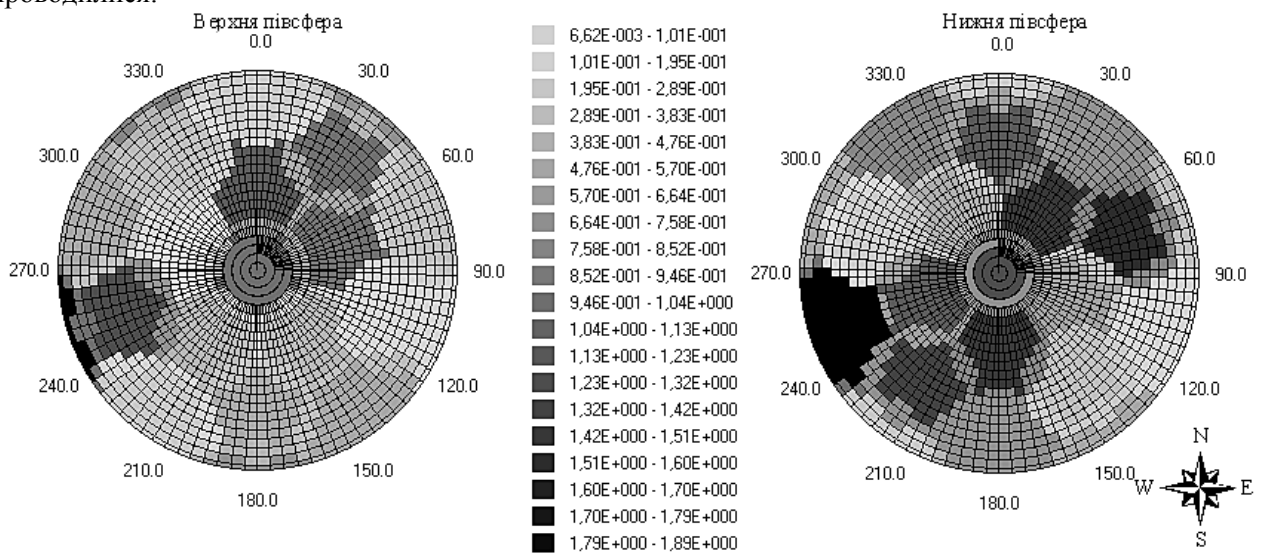 проводилися.
Верхня півсфера
0.0
30.0
60.0
90.0
120.0
150.0
180.0
210.0
240.0
270.0
300.0
330.0
6,62E-003 - 1,01E-001
1,01E-001 - 1,95E-001
1,95E-001 - 2,89E-001
2,89E-001 - 3,83E-001
3,83E-001 - 4,76E-001
4,76E-001 - 5,70E-001
5,70E-001 - 6,64E-001
6,64E-001 - 7,58E-001
7,58E-001 - 8,52E-001
8,52E-001 - 9,46E-001
9,46E-001 - 1,04E+000
1,04E+000 - 1,13E+000
1,13E+000 - 1,23E+000
1,23E+000 - 1,32E+000
1,32E+000 - 1,42E+000
1,42E+000 - 1,51E+000
1,51E+000 - 1,60E+000
1,60E+000 - 1,70E+000
1,70E+000 - 1,79E+000
1,79E+000 - 1,89E+000
Нижня півсфера
0.0
30.0
60.0
90.0
120.0
150.0
180.0
210.0
240.0
270.0
300.0
330.0
N
W
E
S